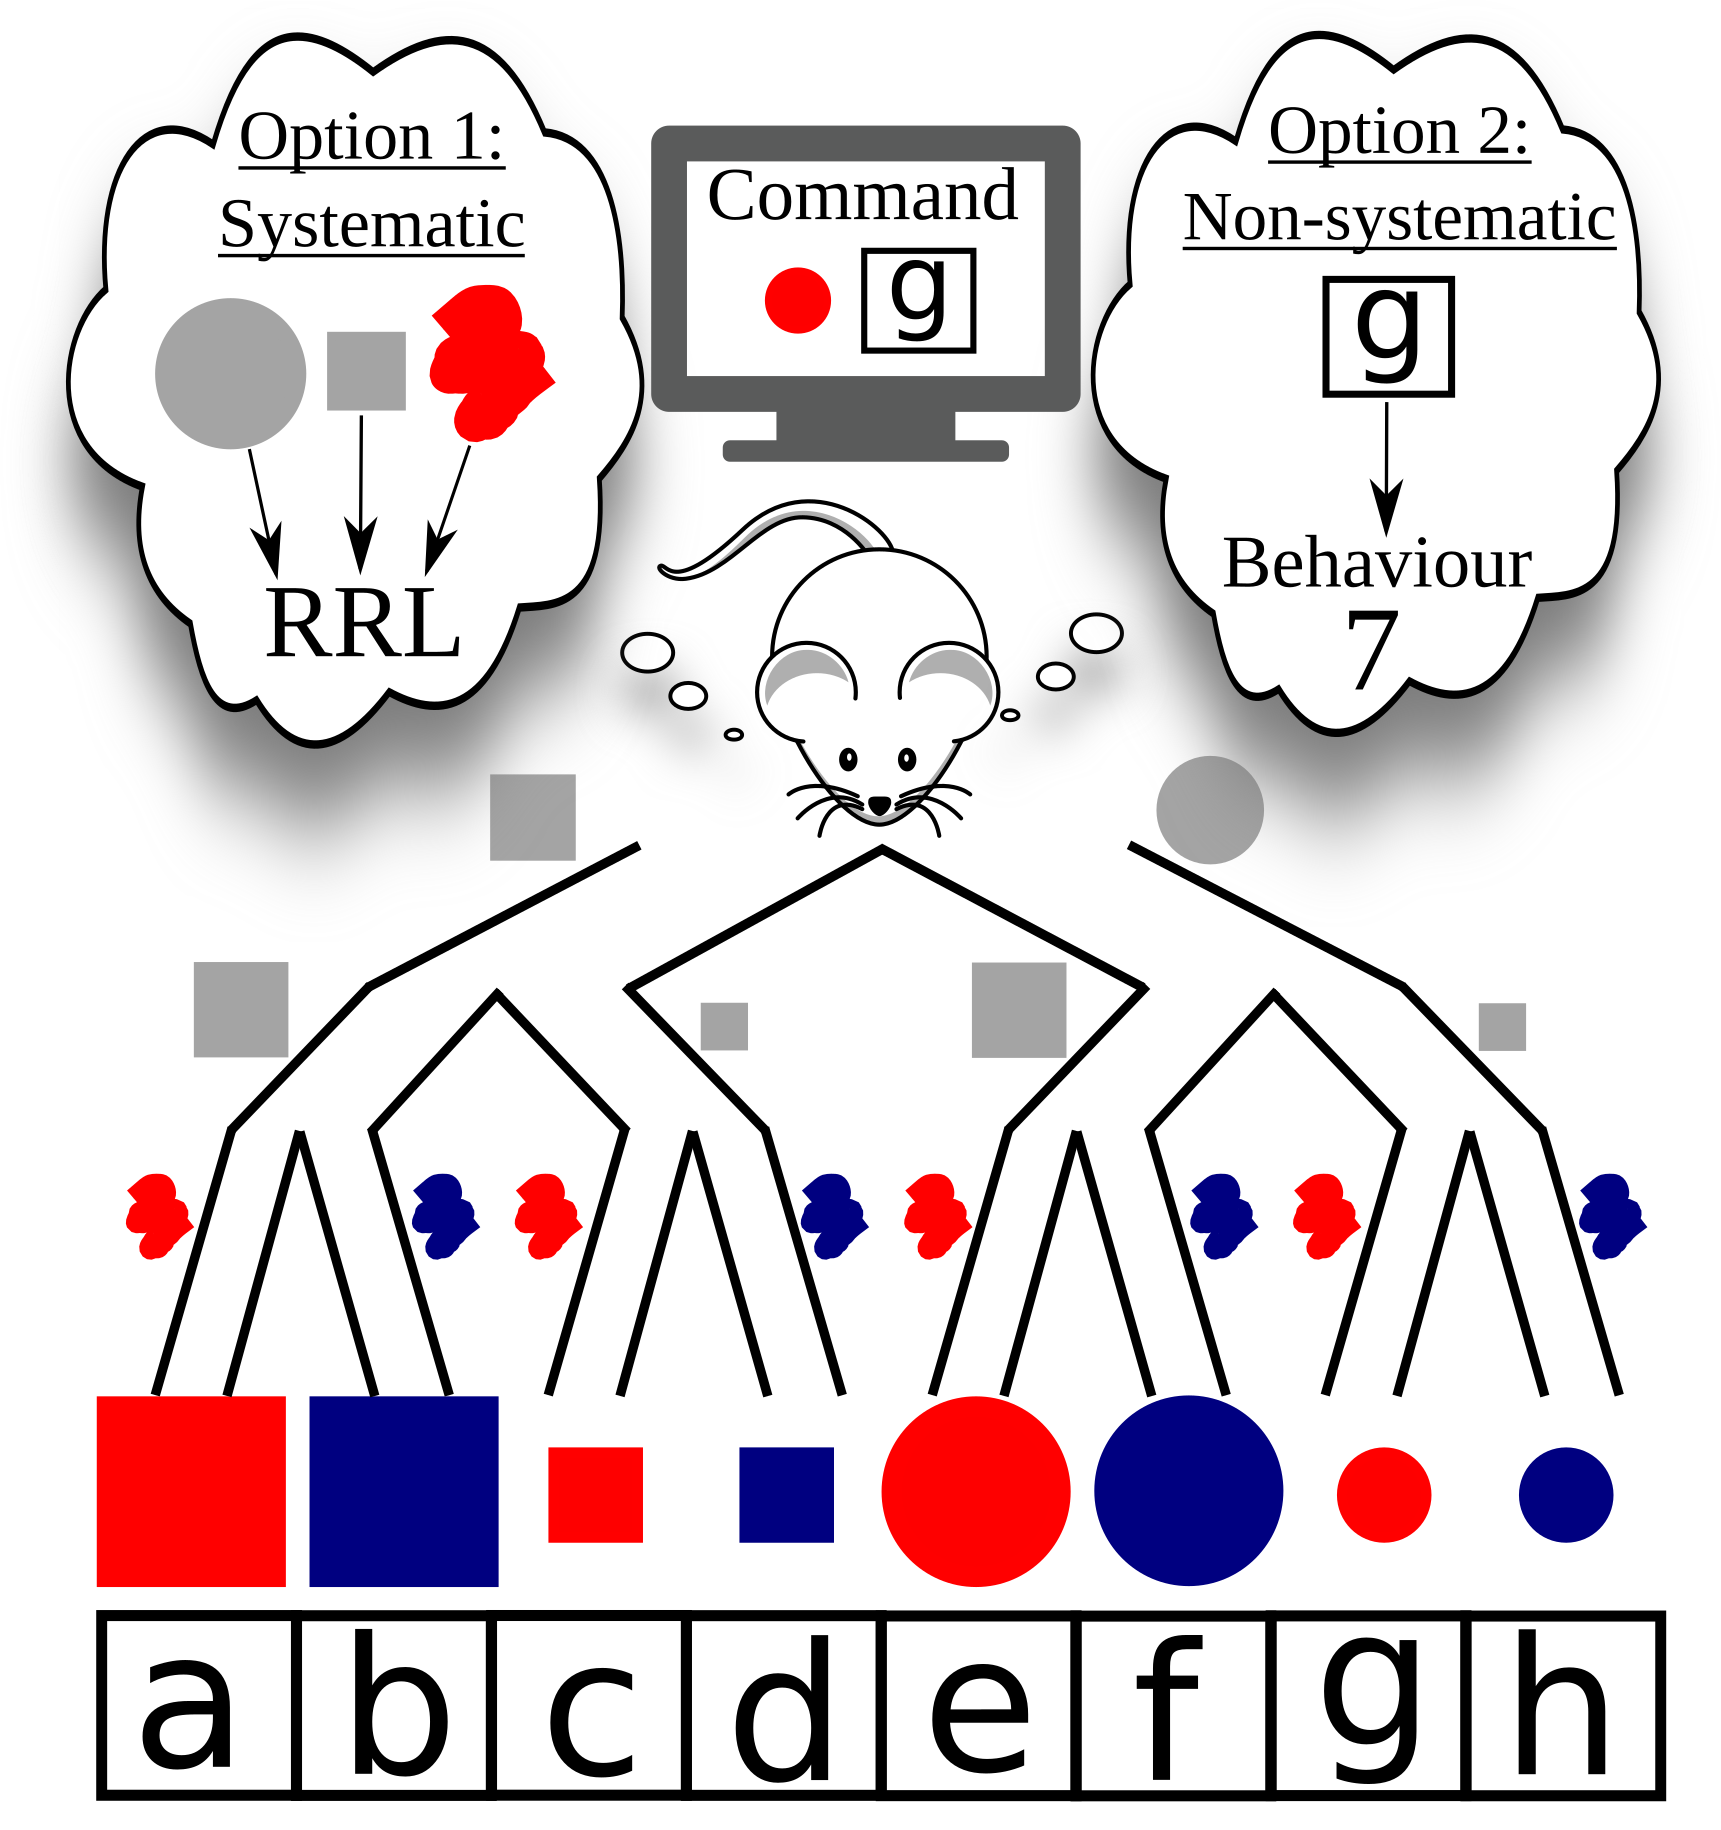 Option 1:
Systematic
RRL
Command
g
Option 2:
Non-systematic
g
Behaviour
7
a b c d e f g h